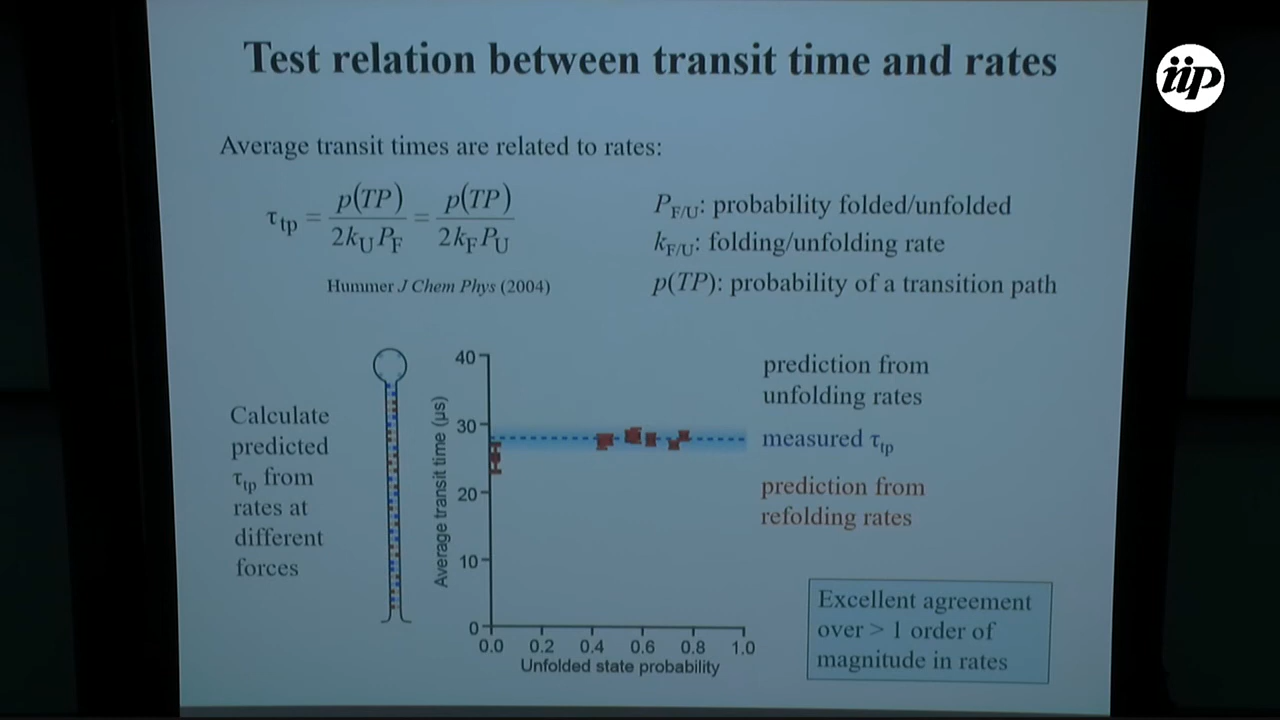 Test relation between transit time and rates
iip
Average transit times are related to rates:
τtp = p(TP) / 2kUPF = p(TP) / 2kFPU
PF/U: probability folded/unfolded
kF/U: folding/unfolding rate
p(TP): probability of a transition path
Hummer J Chem Phys (2004)
Calculate
predicted
τtp from
rates at
different
forces
Average transit time (µs)
40
30
20
10
0
0.0 0.2 0.4 0.6 0.8 1.0
Unfolded state probability
prediction from
unfolding rates
measured τtp
prediction from
refolding rates
Excellent agreement
over > 1 order of
magnitude in rates